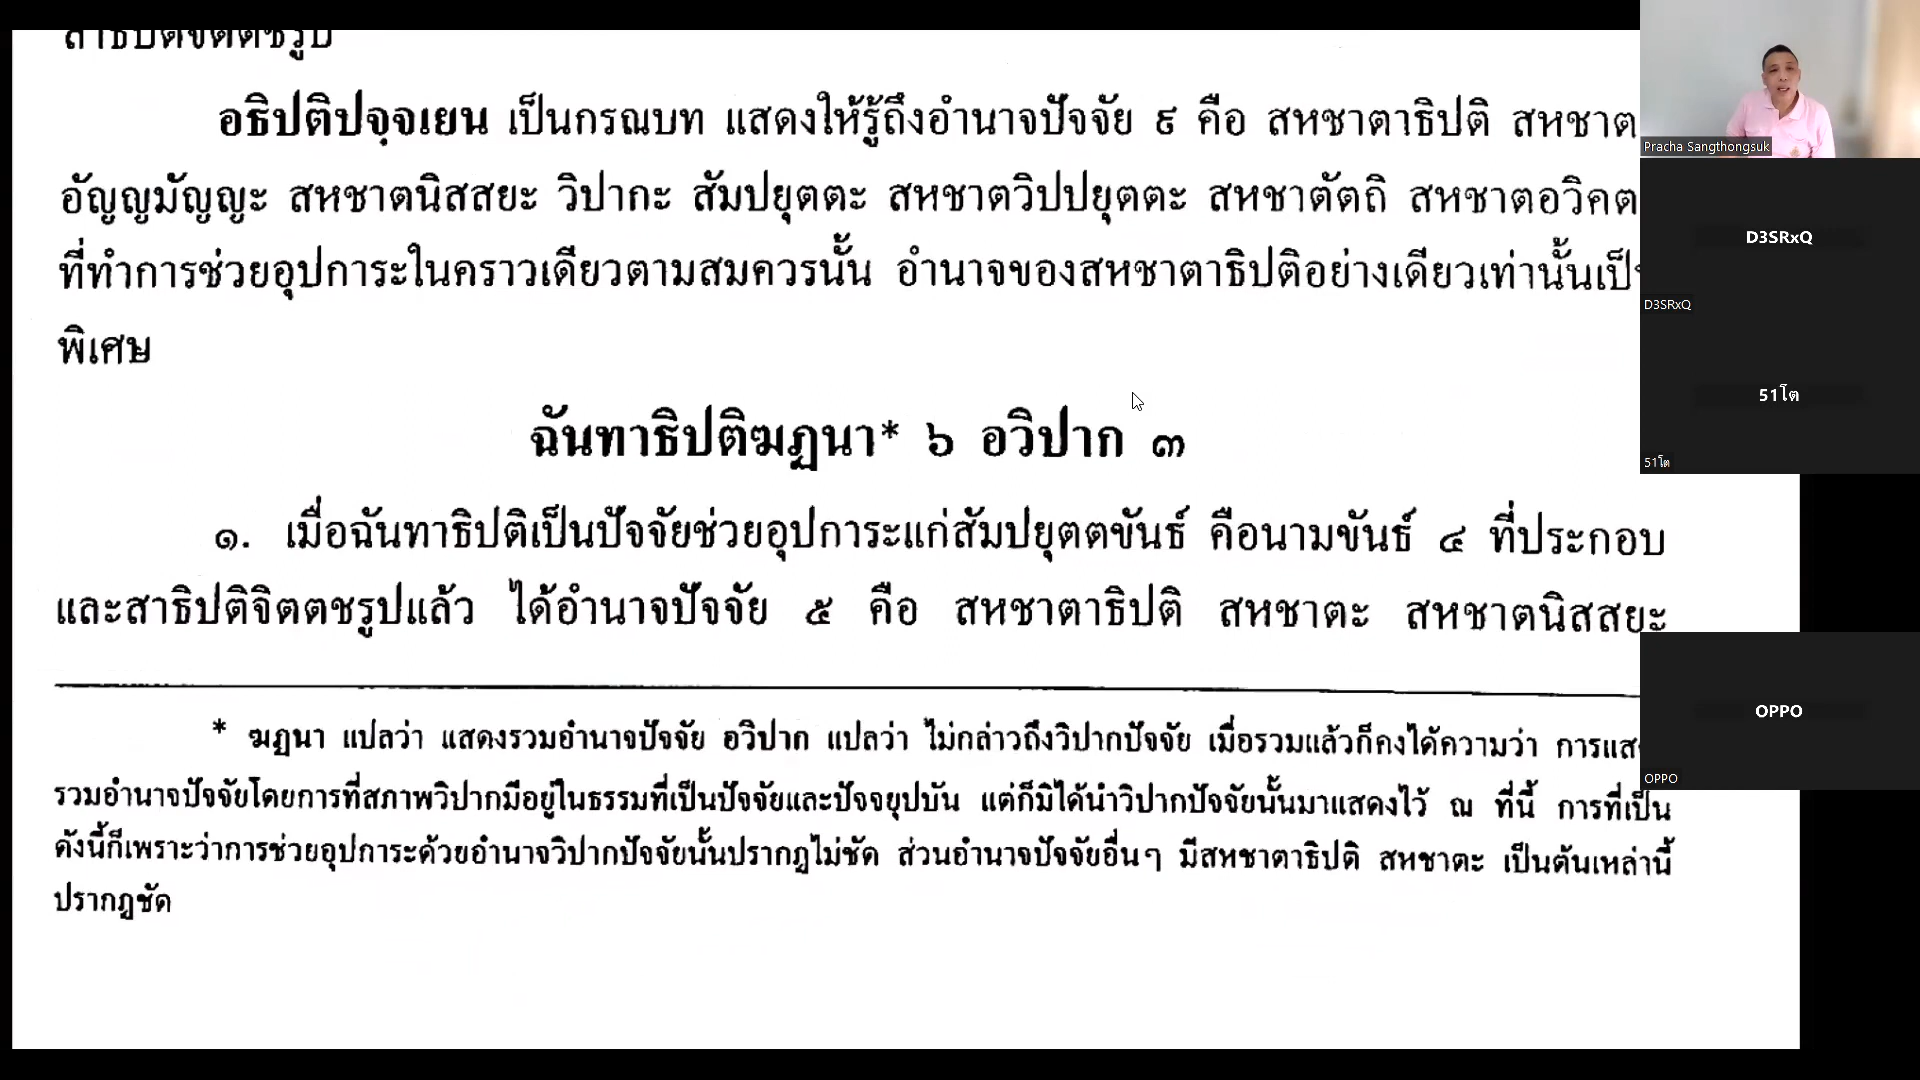 สาธิปติจิตตชรูป
อธิปติปจฺจเยน เป็นกรณบท แสดงให้รู้ถึงอำนาจปัจจัย ๙ คือ สหชาตาธิปติ สหชาต
อัญญมัญญะ สหชาตนิสสยะ วิปากะ สัมปยุตตะ สหชาตวิปปยุตตะ สหชาตัตถิ สหชาตอวิคต
ที่ทำการช่วยอุปการะในคราวเดียวตามสมควรนั้น อำนาจของสหชาตาธิปติอย่างเดียวเท่านั้นเป็น
พิเศษ
ฉันทาธิปติฆฏนา* ๖ อวิปาก ๓
๑. เมื่อฉันทาธิปติเป็นปัจจัยช่วยอุปการะแก่สัมปยุตตขันธ์ คือนามขันธ์ ๔ ที่ประกอบ
และสาธิปติจิตตชรูปแล้ว ได้อำนาจปัจจัย ๕ คือ สหชาตาธิปติ สหชาตะ สหชาตนิสสยะ
* ฆฏนา แปลว่า แสดงรวมอำนาจปัจจัย อวิปาก แปลว่า ไม่กล่าวถึงวิปากปัจจัย เมื่อรวมแล้วก็คงได้ความว่า การแส
รวมอำนาจปัจจัยโดยการที่สภาพวิปากมีอยู่ในธรรมที่เป็นปัจจัยและปัจจยุปบัน แต่ก็มิได้นำวิปากปัจจัยนั้นมาแสดงไว้ ณ ที่นี้ การที่เป็น
ดังนี้ก็เพราะว่าการช่วยอุปการะด้วยอำนาจวิปากปัจจัยนั้นปรากฏไม่ชัด ส่วนอำนาจปัจจัยอื่นๆ มีสหชาตาธิปติ สหชาตะ เป็นต้นเหล่านี้
ปรากฏชัด
Pracha Sangthongsuk
D3SRxQ
D3SRxQ
51โต
51โต
OPPO
OPPO